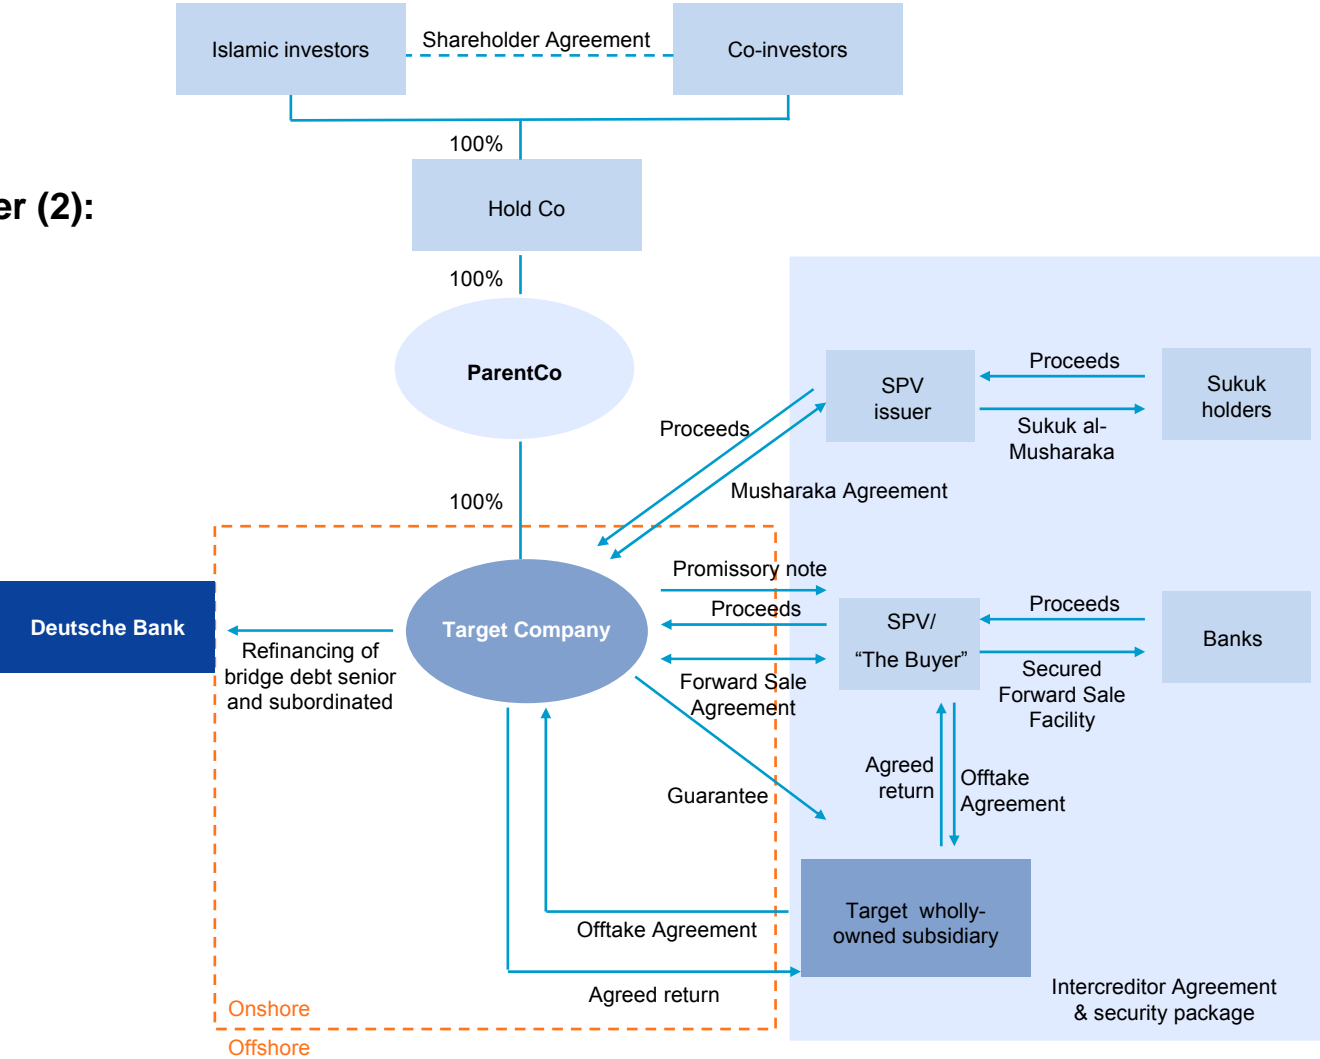 Islamic investors
Shareholder Agreement
Co-investors
100%
er (2):
Hold Co
100%
ParentCo
SPV
issuer
Proceeds
Sukuk
holders
Sukuk al-
Musharaka
Proceeds
Musharaka Agreement
100%
Deutsche Bank
Refinancing of
bridge debt senior
and subordinated
Target Company
Promissory note
Proceeds
Forward Sale
Agreement
SPV/
“The Buyer”
Proceeds
Banks
Secured
Forward Sale
Facility
Guarantee
Agreed
return
Offtake
Agreement
Offtake Agreement
Target wholly-
owned subsidiary
Agreed return
Intercreditor Agreement
& security package
Onshore
Offshore